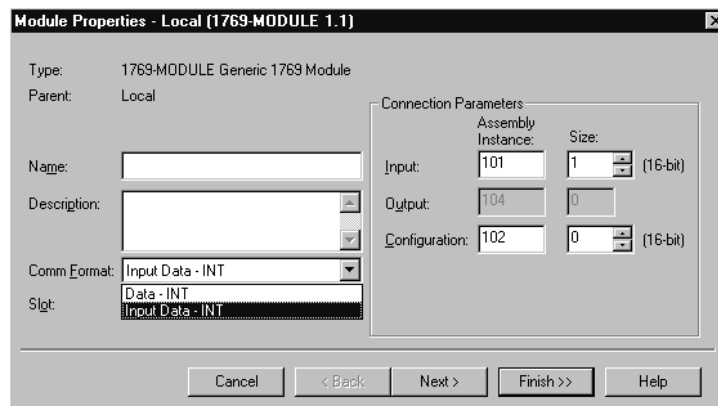 Module Properties - Local (1769-MODULE 1.1)
Type: 1769-MODULE Generic 1769 Module
Parent: Local
Connection Parameters
Assembly Instance: Size:
Name:
Input: 101 1 (16-bit)
Description:
Output: 104 0
Configuration: 102 0 (16-bit)
Comm Format: Input Data - INT
Data - INT
Slot: Input Data - INT
Cancel < Back Next > Finish >> Help